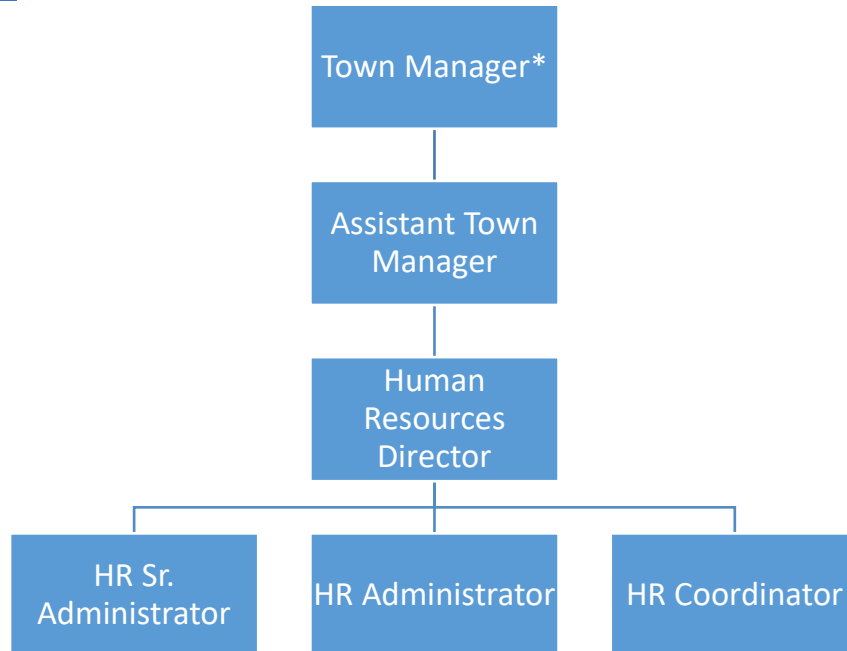 Town Manager*
Assistant Town
Manager
Human
Resources
Director
HR Sr.
Administrator
HR Administrator
HR Coordinator